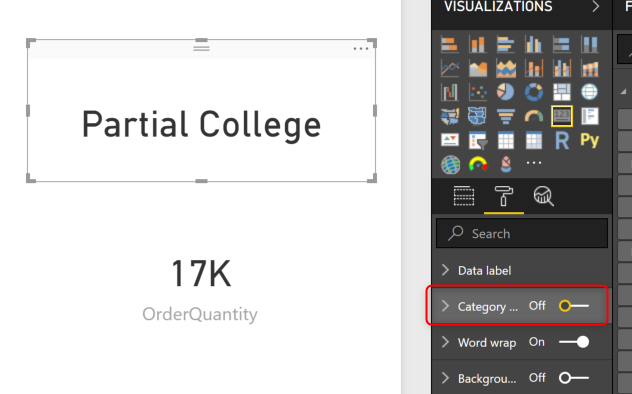 VISUALIZATIONS
Partial College
R Py
Search
17K
OrderQuantity
Data label
Category ... Off
Word wrap On
Backgrou... Off